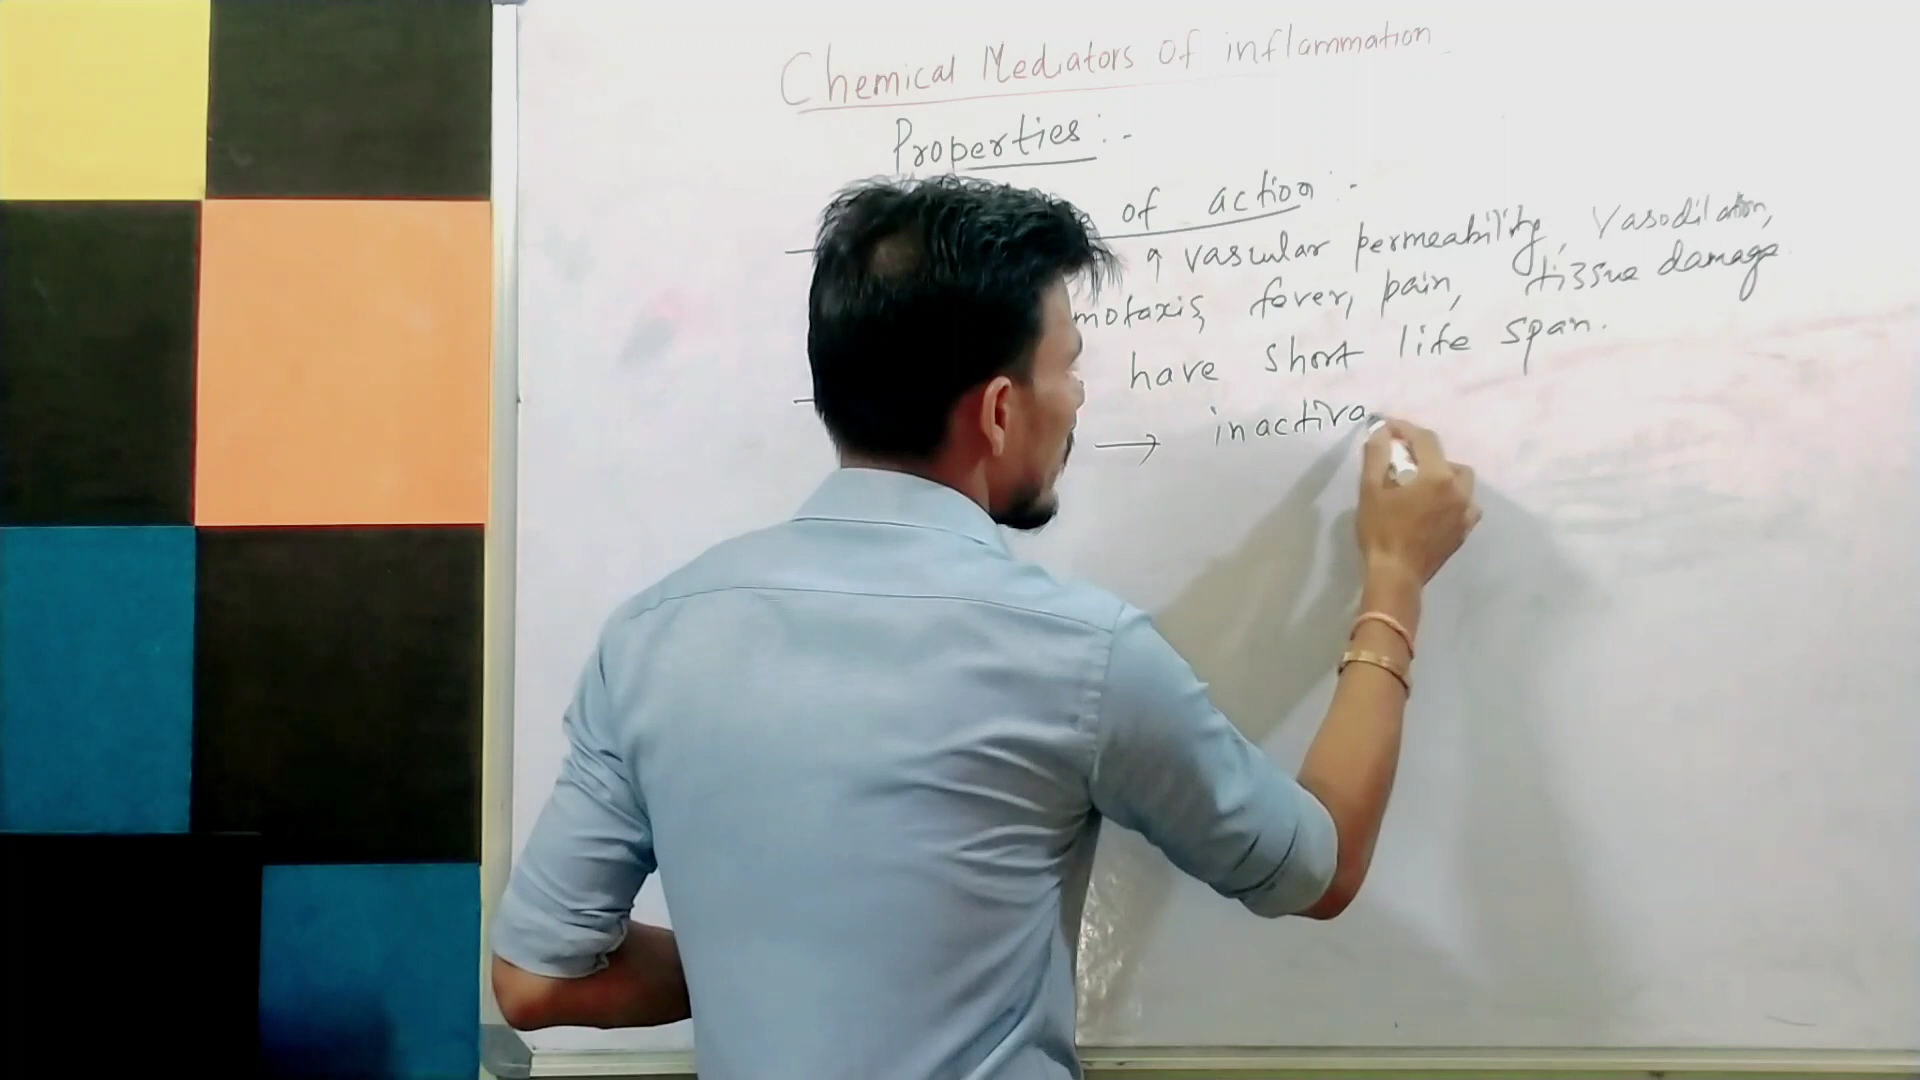 Chemical Mediators of inflammation
Properties :-
of action :-
↑ vascular permeability, Vasodilation,
motaxis, fever, pain, tissue damage
have short life span.
→ inactiva